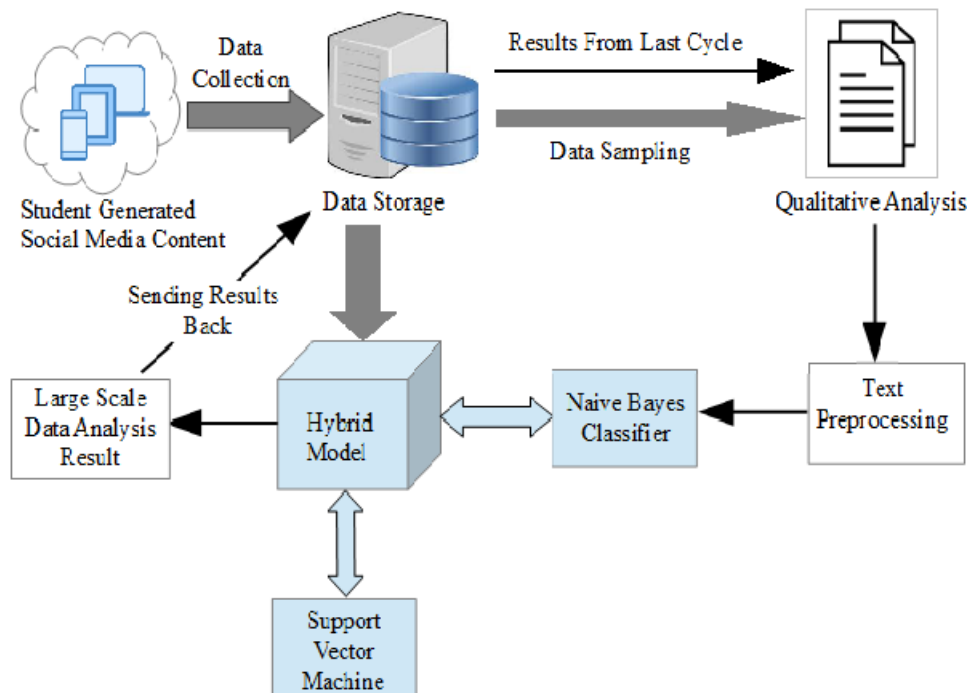 Data
Collection
Results From Last Cycle
Data Sampling
Student Generated
Social Media Content
Data Storage
Qualitative Analysis
Sending Results
Back
Large Scale
Data Analysis
Result
Hybrid
Model
Naive Bayes
Classifier
Text
Preprocessing
Support
Vector
Machine